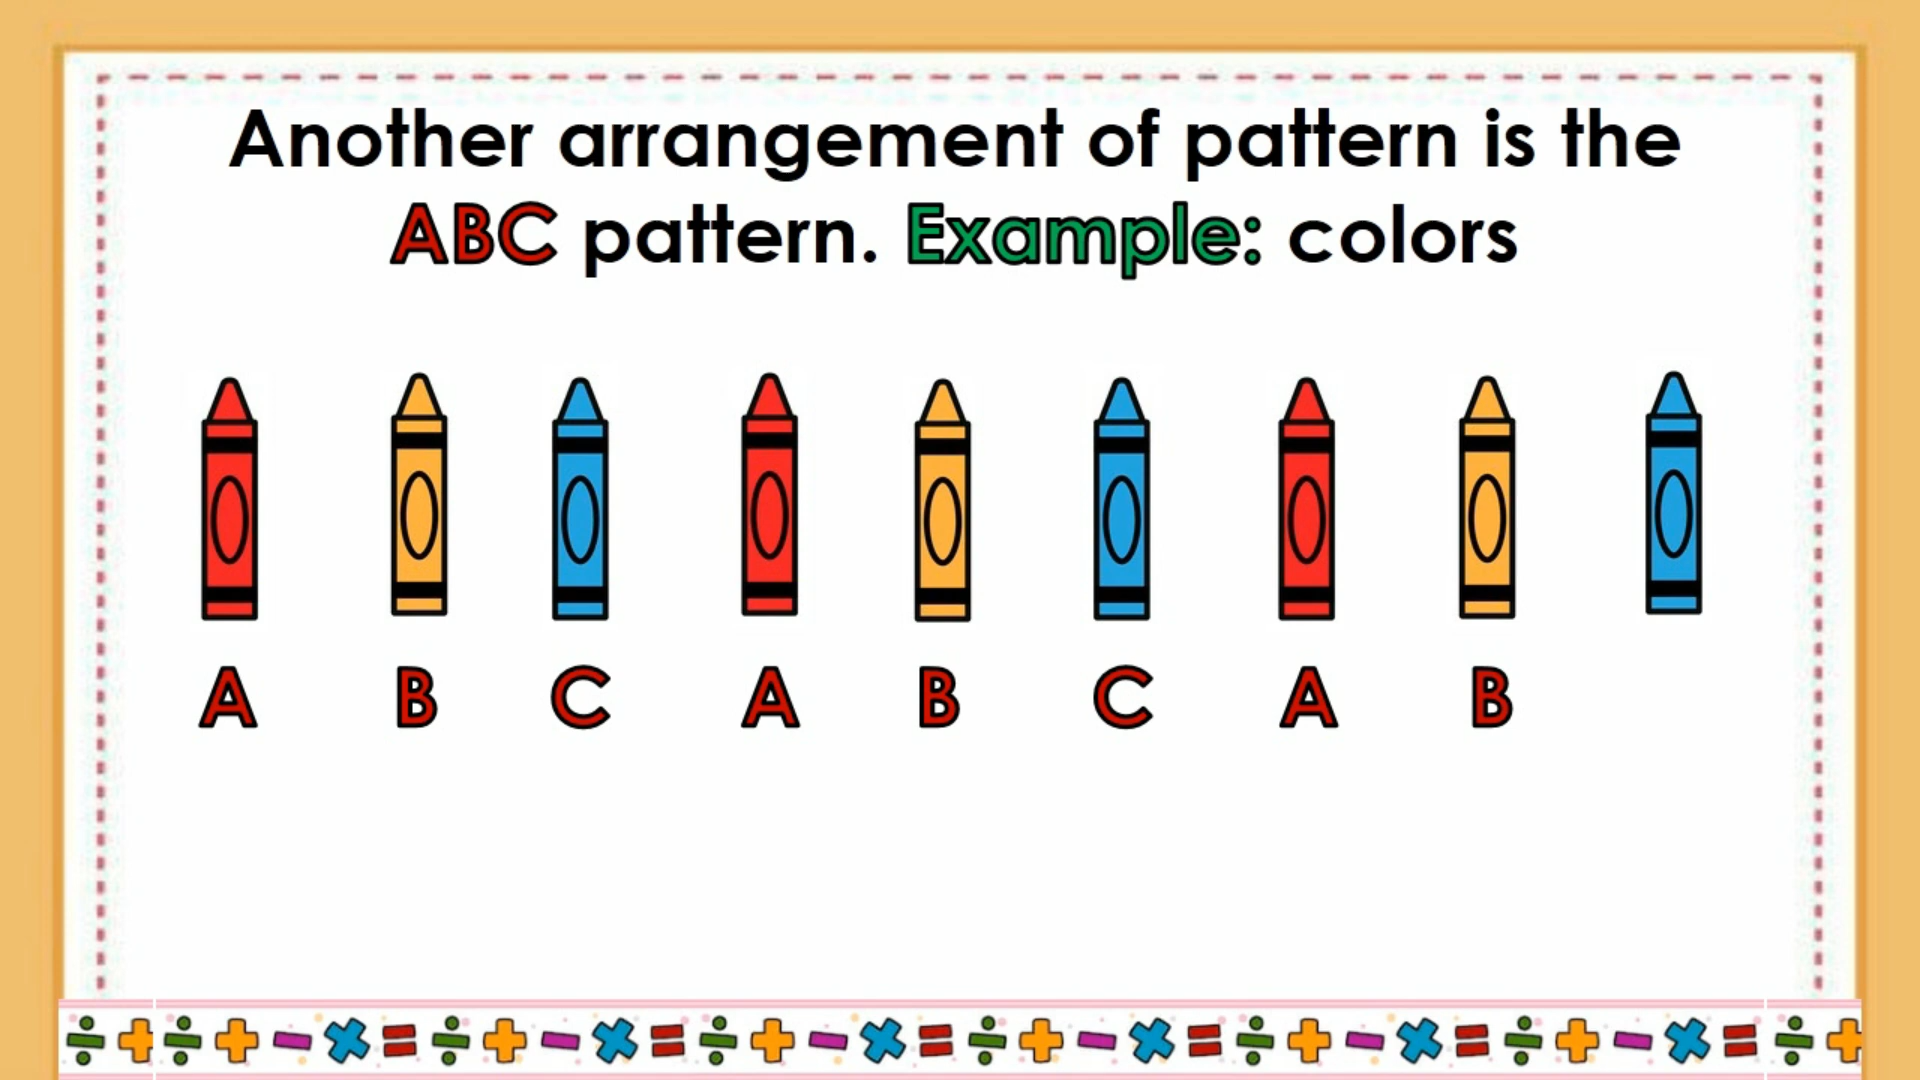 Another arrangement of pattern is the
ABC pattern. Example: colors
A B C A B C A B